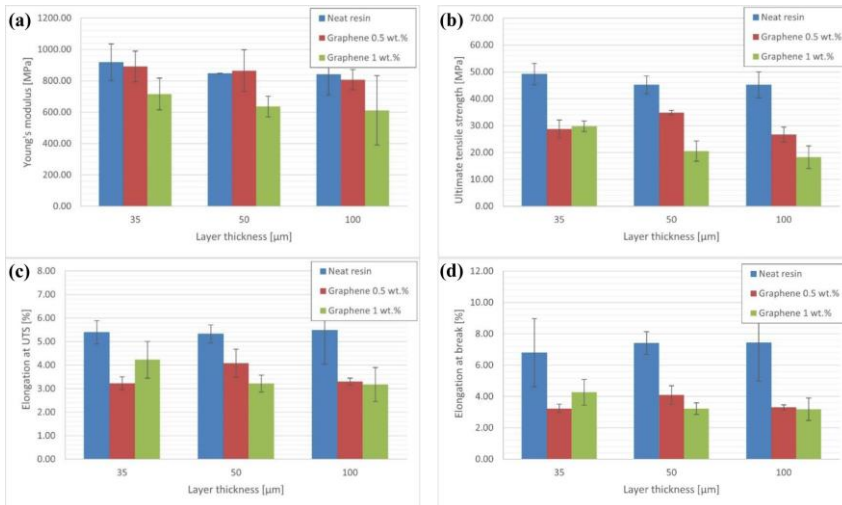 (a)
1200.00
1000.00
800.00
600.00
400.00
200.00
0.00
Young's modulus [MPa]
Neat resin
Graphene 0.5 wt.%
Graphene 1 wt.%
35 50 100
Layer thickness [µm]
(b)
70.00
60.00
50.00
40.00
30.00
20.00
10.00
0.00
Ultimate tensile strength [MPa]
Neat resin
Graphene 0.5 wt.%
Graphene 1 wt.%
35 50 100
Layer thickness [µm]
(c)
8.00
7.00
6.00
5.00
4.00
3.00
2.00
1.00
0.00
Elongation at UTS [%]
Neat resin
Graphene 0.5 wt.%
Graphene 1 wt.%
35 50 100
Layer thickness [µm]
(d)
12.00
10.00
8.00
6.00
4.00
2.00
0.00
Elongation at break [%]
Neat resin
Graphene 0.5 wt.%
Graphene 1 wt.%
35 50 100
Layer thickness [µm]